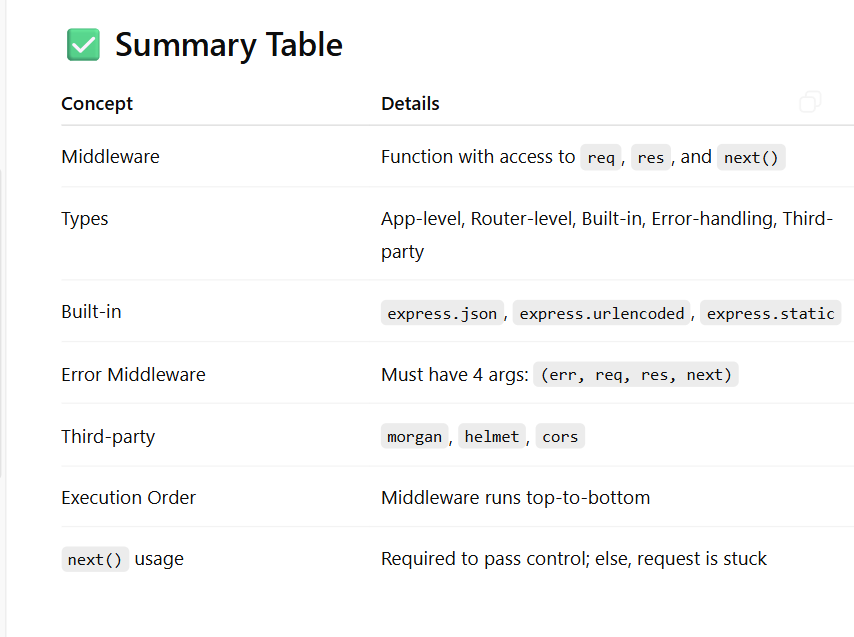 ✅ Summary Table
Concept Details
Middleware Function with access to req, res, and next()
Types App-level, Router-level, Built-in, Error-handling, Third-
party
Built-in express.json, express.urlencoded, express.static
Error Middleware Must have 4 args: (err, req, res, next)
Third-party morgan, helmet, cors
Execution Order Middleware runs top-to-bottom
next() usage Required to pass control; else, request is stuck